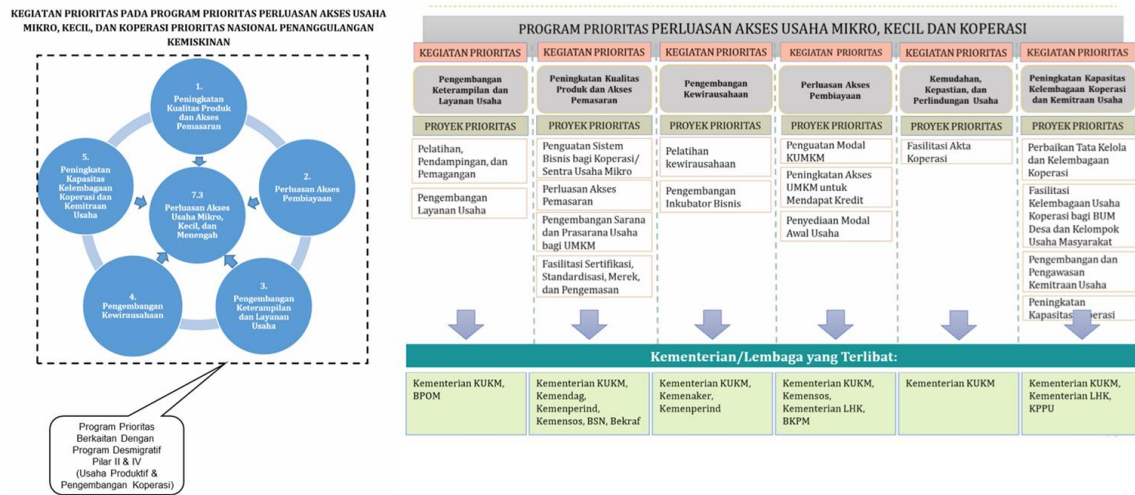 KEGIATAN PRIORITAS PADA PROGRAM PRIORITAS PERLUASAN AKSES USAHA
MIKRO, KECIL, DAN KOPERASI PRIORITAS NASIONAL PENANGGULANGAN
KEMISKINAN
1.
Peningkatan
Kualitas Produk
dan Akses
Pemasaran
2.
Perluasan Akses
Pembiayaan
3.
Pengembangan
Keterampilan
dan Layanan
Usaha
4.
Pengembangan
Kewirausahaan
5.
Peningkatan
Kapasitas
Kelembagaan
Koperasi dan
Kemitraan
Usaha
7.3
Perluasan Akses
Usaha Mikro,
Kecil, dan
Menengah
Program Prioritas
Berkaitan Dengan
Program Desmigratif
Pilar II & IV
(Usaha Produktif &
Pengembangan Koperasi)
PROGRAM PRIORITAS PERLUASAN AKSES USAHA MIKRO, KECIL DAN KOPERASI
KEGIATAN PRIORITAS
Pengembangan
Keterampilan dan
Layanan Usaha
PROYEK PRIORITAS
Pelatihan,
Pendampingan, dan
Pemagangan
Pengembangan
Layanan Usaha
KEGIATAN PRIORITAS
Peningkatan Kualitas
Produk dan Akses
Pemasaran
PROYEK PRIORITAS
Penguatan Sistem
Bisnis bagi Koperasi/
Sentra Usaha Mikro
Perluasan Akses
Pemasaran
Pengembangan Sarana
dan Prasarana Usaha
bagi UMKM
Fasilitasi Sertifikasi,
Standardisasi, Merek,
dan Pengemasan
KEGIATAN PRIORITAS
Pengembangan
Kewirausahaan
PROYEK PRIORITAS
Pelatihan
kewirausahaan
Pengembangan
Inkubator Bisnis
KEGIATAN PRIORITAS
Perluasan Akses
Pembiayaan
PROYEK PRIORITAS
Penguatan Modal
KUMKM
Peningkatan Akses
UMKM untuk
Mendapat Kredit
Penyediaan Modal
Awal Usaha
KEGIATAN PRIORITAS
Kemudahan,
Kepastian, dan
Perlindungan Usaha
PROYEK PRIORITAS
Fasilitasi Akta
Koperasi
KEGIATAN PRIORITAS
Peningkatan Kapasitas
Kelembagaan Koperasi
dan Kemitraan Usaha
PROYEK PRIORITAS
Perbaikan Tata Kelola
dan Kelembagaan
Koperasi
Fasilitasi
Kelembagaan Usaha
Koperasi bagi BUM
Desa dan Kelompok
Usaha Masyarakat
Pengembangan dan
Pengawasan
Kemitraan Usaha
Peningkatan
Kapasitas
Kementerian/Lembaga yang Terlibat:
Kementerian KUKM,
BPOM
Kementerian KUKM,
Kemendag,
Kemenperind,
Kemensos, BSN, Bekraf
Kementerian KUKM,
Kemenaker,
Kemenperind
Kementerian KUKM,
Kemensos,
Kementerian LHK,
BKPM
Kementerian KUKM
Kementerian KUKM,
Kementerian LHK,
KPPU